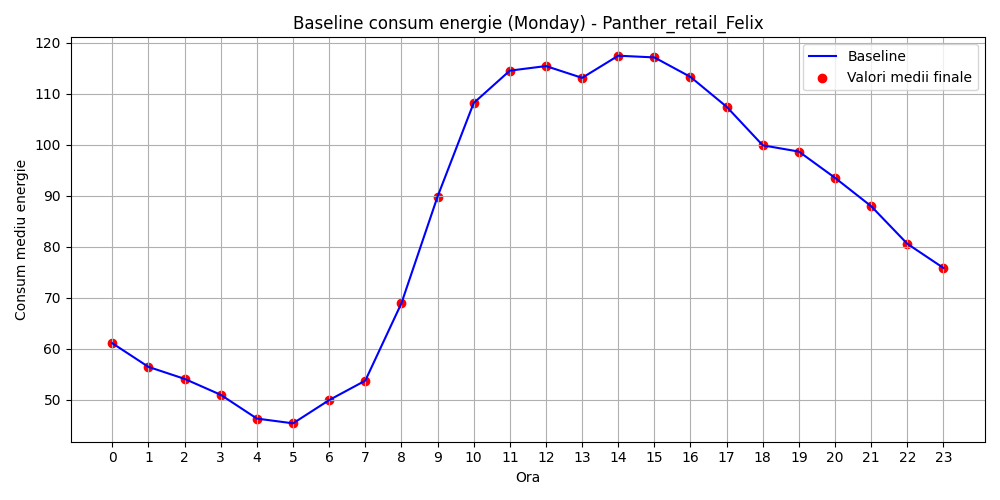 Baseline consum energie (Monday) - Panther_retail_Felix
Baseline
Valori medii finale
Consum mediu energie
120
110
100
90
80
70
60
50
0 1 2 3 4 5 6 7 8 9 10 11 12 13 14 15 16 17 18 19 20 21 22 23
Ora